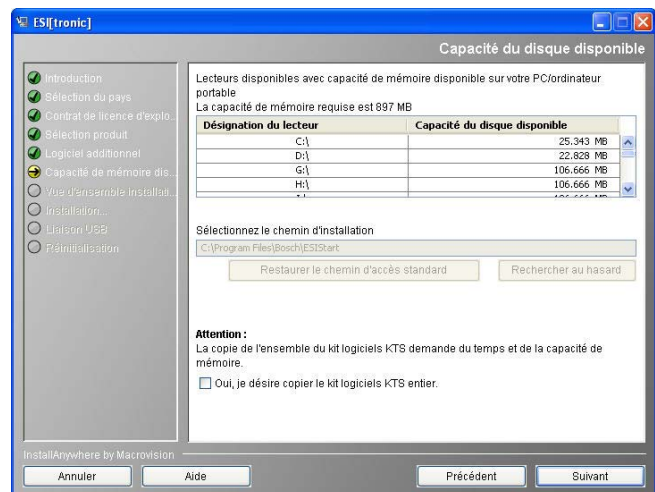 ESI[tronic]
Capacité du disque disponible
Introduction
Sélection du pays
Contrat de licence d'explo...
Sélection produit
Logiciel additionnel
Capacité de mémoire dis...
Vue d'ensemble installati...
Installation...
Liaison USB
Réinitialisation
Lecteurs disponibles avec capacité de mémoire disponible sur votre PC/ordinateur
portable
La capacité de mémoire requise est 897 MB
Désignation du lecteur Capacité du disque disponible
C:\ 25.343 MB
D:\ 22.828 MB
G:\ 106.666 MB
H:\ 106.666 MB
Sélectionnez le chemin d'installation
C:\Program Files\Bosch\ESIStart
Restaurer le chemin d'accès standard Rechercher au hasard
Attention :
La copie de l'ensemble du kit logiciels KTS demande du temps et de la capacité de
mémoire.
Oui, je désire copier le kit logiciels KTS entier.
InstallAnywhere by Macrovision
Annuler Aide Précédent Suivant